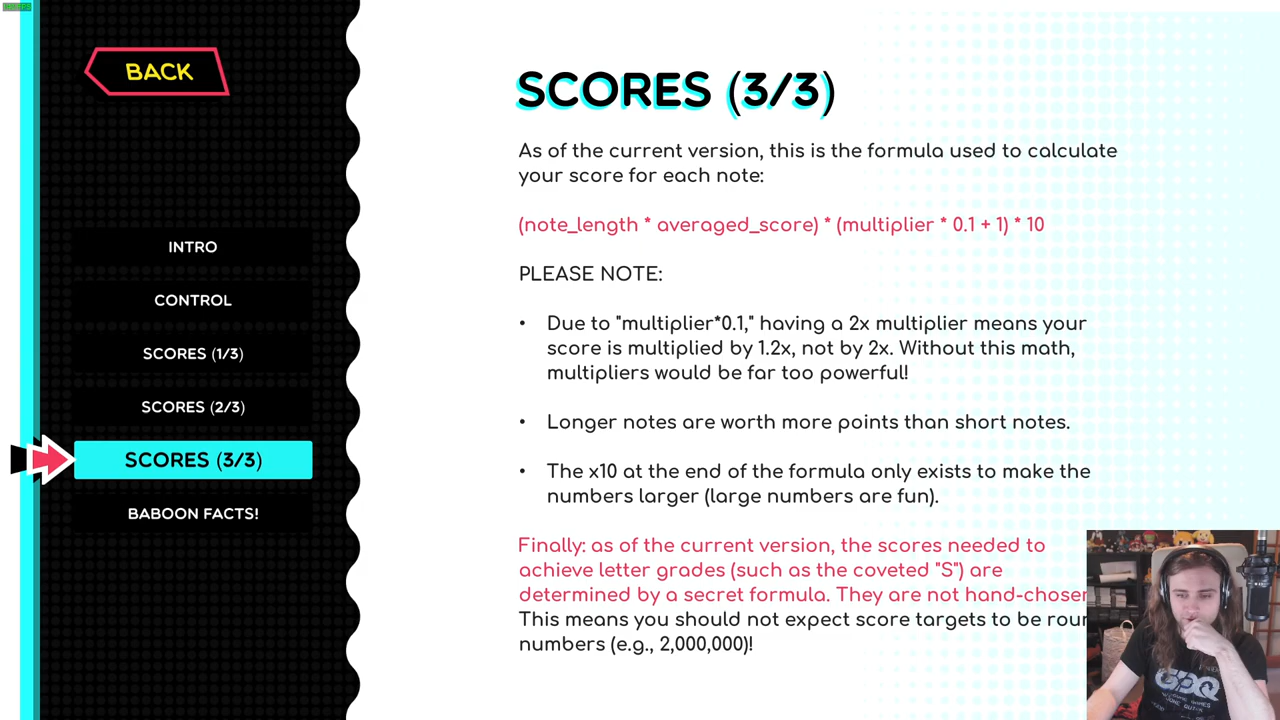 BACK
INTRO
CONTROL
SCORES (1/3)
SCORES (2/3)
SCORES (3/3)
BABOON FACTS!
SCORES (3/3)
As of the current version, this is the formula used to calculate
your score for each note:
(note_length * averaged_score) * (multiplier * 0.1 + 1) * 10
PLEASE NOTE:
• Due to "multiplier*0.1," having a 2x multiplier means your
score is multiplied by 1.2x, not by 2x. Without this math,
multipliers would be far too powerful!
• Longer notes are worth more points than short notes.
• The x10 at the end of the formula only exists to make the
numbers larger (large numbers are fun).
Finally: as of the current version, the scores needed to
achieve letter grades (such as the coveted "S") are
determined by a secret formula. They are not
This means you should not expect score targets to be
numbers (e.g., 2,000,000)!
GDQ